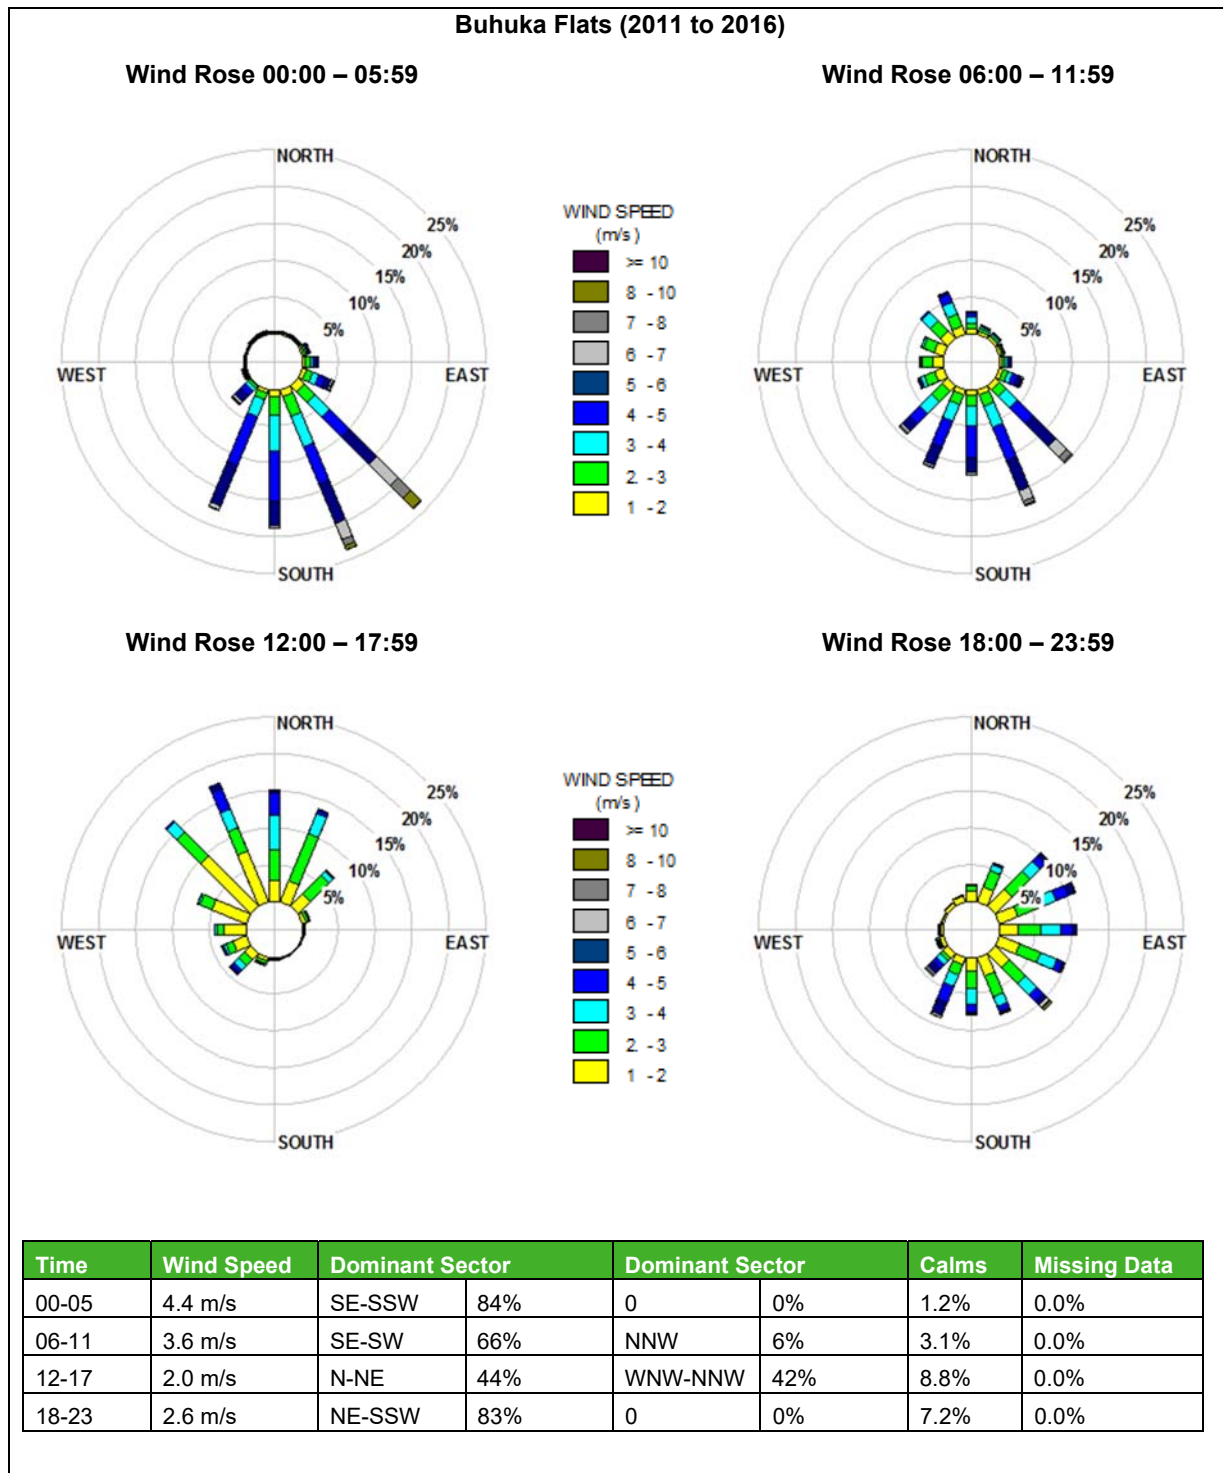 Buhuka Flats (2011 to 2016)
Wind Rose 00:00 – 05:59
Wind Rose 06:00 – 11:59
NORTH
25%
20%
15%
10%
5%
WEST
EAST
SOUTH
WIND SPEED
(m/s)
>= 10
8 - 10
7 - 8
6 - 7
5 - 6
4 - 5
3 - 4
2 - 3
1 - 2
NORTH
25%
20%
15%
10%
5%
WEST
EAST
SOUTH
Wind Rose 12:00 – 17:59
Wind Rose 18:00 – 23:59
NORTH
25%
20%
15%
10%
5%
WEST
EAST
SOUTH
WIND SPEED
(m/s)
>= 10
8 - 10
7 - 8
6 - 7
5 - 6
4 - 5
3 - 4
2 - 3
1 - 2
NORTH
25%
20%
15%
10%
5%
WEST
EAST
SOUTH
Time Wind Speed Dominant Sector Dominant Sector Calms Missing Data
00-05 4.4 m/s SE-SSW 84% 0 0% 1.2% 0.0%
06-11 3.6 m/s SE-SW 66% NNW 6% 3.1% 0.0%
12-17 2.0 m/s N-NE 44% WNW-NNW 42% 8.8% 0.0%
18-23 2.6 m/s NE-SSW 83% 0 0% 7.2% 0.0%